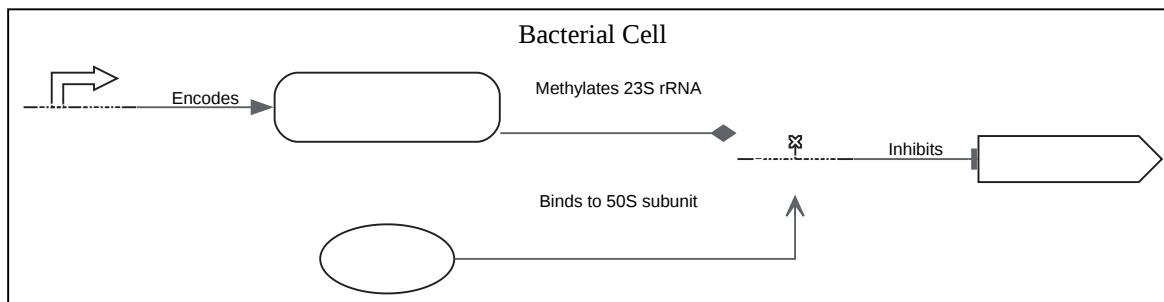 Bacterial Cell
Encodes
Methylates 23S rRNA
Inhibits
Binds to 50S subunit